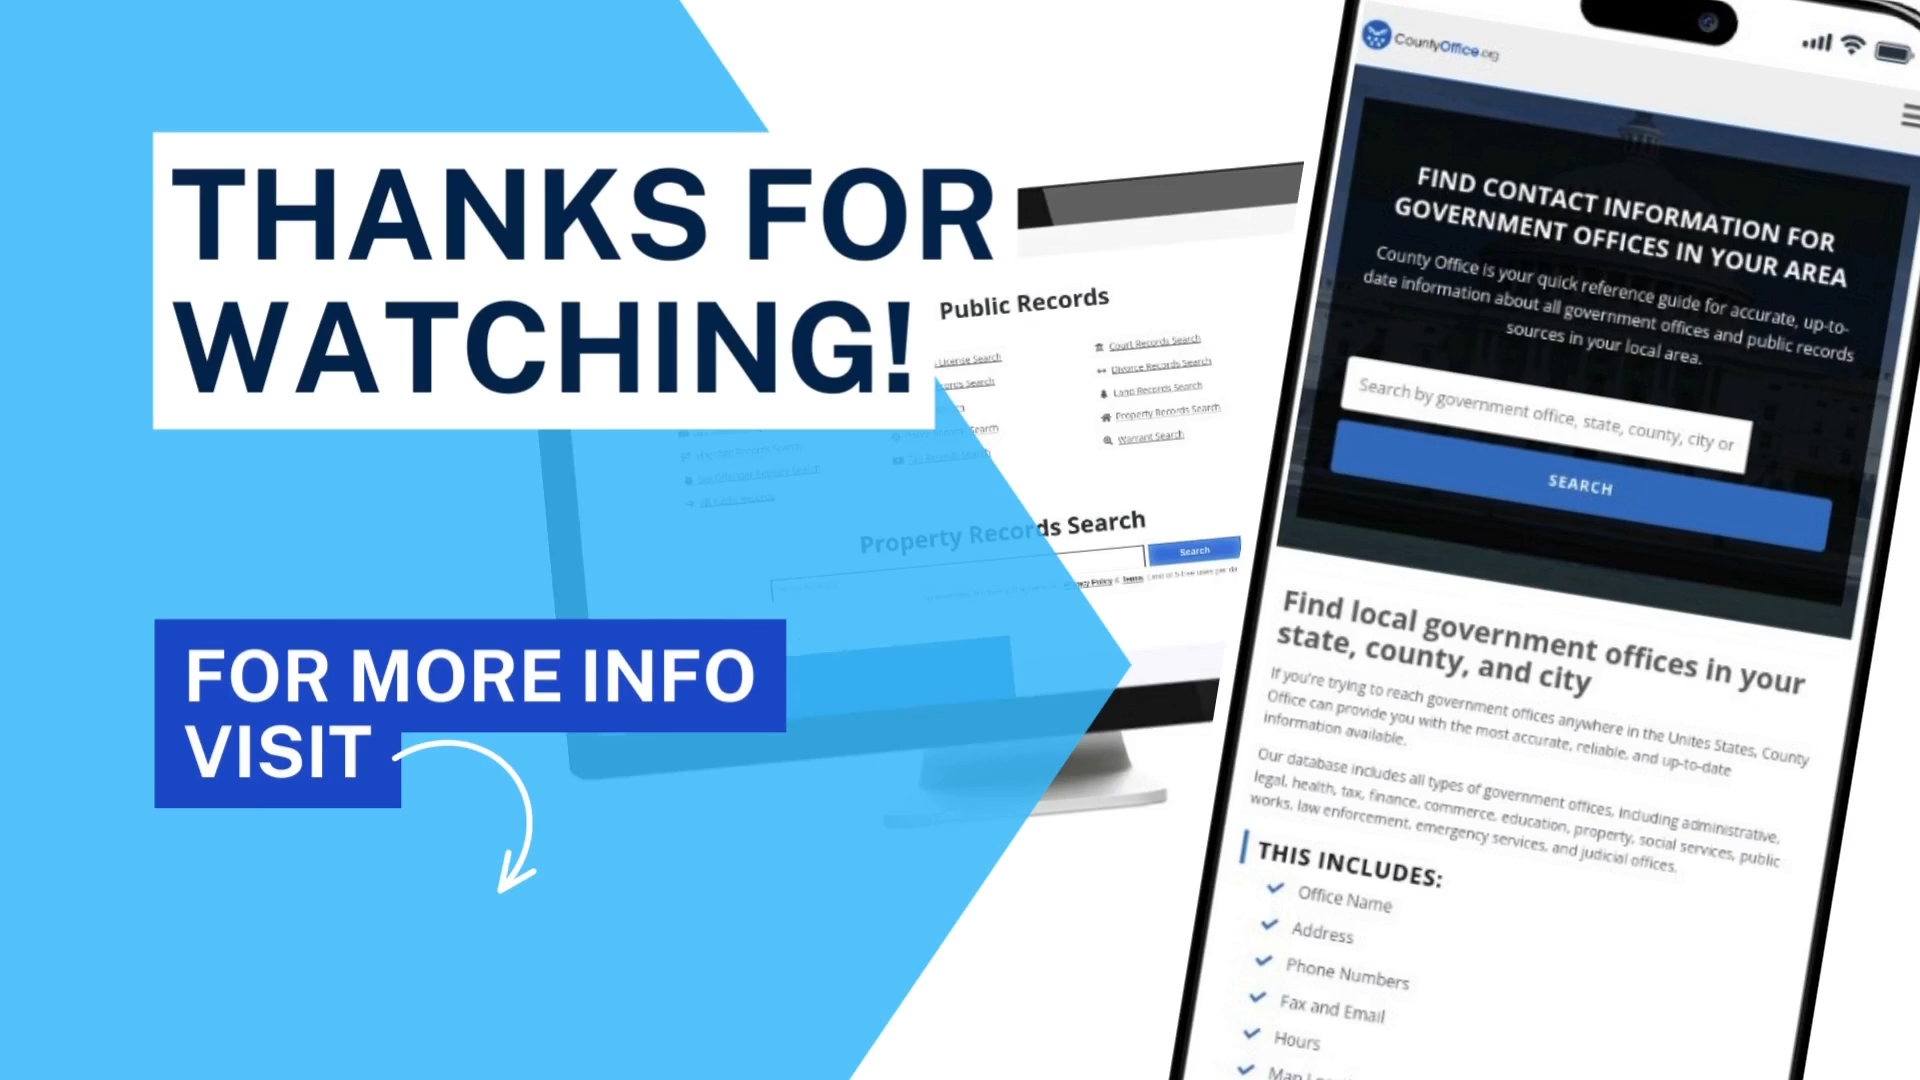 THANKS FOR
WATCHING!
FOR MORE INFO
VISIT
Public Records
License Search
Search
Search
Court Records Search
Divorce Records Search
Land Records Search
Property Records Search
Warrant Search
Property Records Search
Search
Privacy Policy & Terms
CountyOffice.org
FIND CONTACT INFORMATION FOR
GOVERNMENT OFFICES IN YOUR AREA
County Office is your quick reference guide for accurate, up-to-
date information about all government offices and public records
sources in your local area.
Search by government office, state, county, city or
SEARCH
Find local government offices in your
state, county, and city
If you're trying to reach government offices anywhere in the Unites States, County
Office can provide you with the most accurate, reliable, and up-to-date
information available.
Our database includes all types of government offices, including administrative,
legal, health, tax, finance, commerce, education, property, social services, public
works, law enforcement, emergency services, and judicial offices.
THIS INCLUDES:
Office Name
Address
Phone Numbers
Fax and Email
Hours